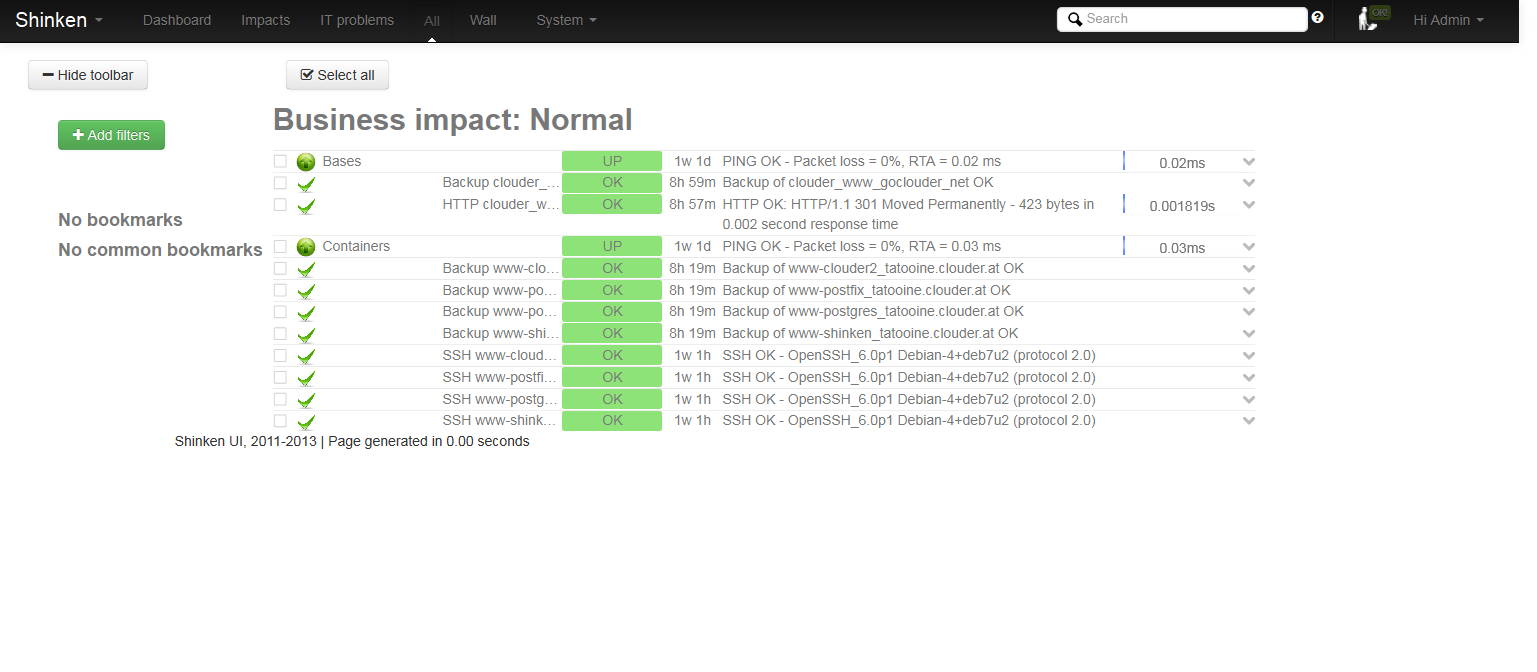 Shinken Dashboard Impacts IT problems All Wall System Search OK! Hi Admin
Hide toolbar Select all
Business impact: Normal
Add filters
Bases UP 1w 1d PING OK - Packet loss = 0%, RTA = 0.02 ms 0.02ms
Backup clouder_... OK 8h 59m Backup of clouder_www_goclouder_net OK
HTTP clouder_w... OK 8h 57m HTTP OK: HTTP/1.1 301 Moved Permanently - 423 bytes in 0.001819s
0.002 second response time
No bookmarks
Containers UP 1w 1d PING OK - Packet loss = 0%, RTA = 0.03 ms 0.03ms
No common bookmarks
Backup www-clo... OK 8h 19m Backup of www-clouder2_tatooine.clouder.at OK
Backup www-po... OK 8h 19m Backup of www-postfix_tatooine.clouder.at OK
Backup www-po... OK 8h 19m Backup of www-postgres_tatooine.clouder.at OK
Backup www-shi... OK 8h 19m Backup of www-shinken_tatooine.clouder.at OK
SSH www-cloud... OK 1w 1h SSH OK - OpenSSH_6.0p1 Debian-4+deb7u2 (protocol 2.0)
SSH www-postfi... OK 1w 1h SSH OK - OpenSSH_6.0p1 Debian-4+deb7u2 (protocol 2.0)
SSH www-postg... OK 1w 1h SSH OK - OpenSSH_6.0p1 Debian-4+deb7u2 (protocol 2.0)
SSH www-shink... OK 1w 1h SSH OK - OpenSSH_6.0p1 Debian-4+deb7u2 (protocol 2.0)
Shinken UI, 2011-2013 | Page generated in 0.00 seconds